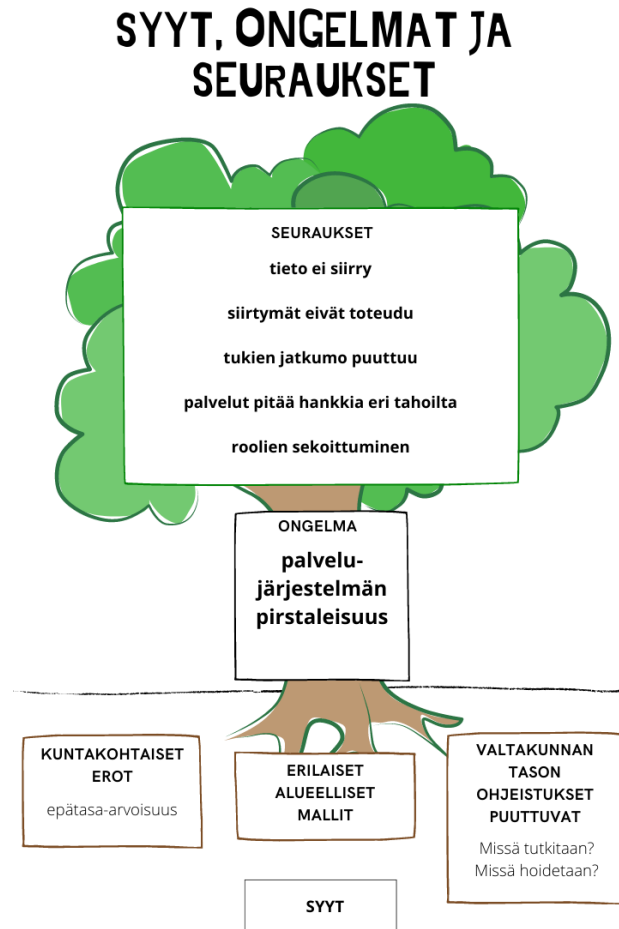 SYYT, ONGELMAT JA
SEURAUKSET
SEURAUKSET
tieto ei siirry
siirtymät eivät toteudu
tukien jatkumo puuttuu
palvelut pitää hankkia eri tahoilta
roolien sekoittuminen
ONGELMA
palvelu-
järjestelmän
pirstaleisuus
KUNTAKOHTAISET
EROT
epätasa-arvoisuus
ERILAISET
ALUEELLISET
MALLIT
VALTAKUNNAN
TASON
OHJEISTUKSET
PUUTTUVAT
Missä tutkitaan?
Missä hoidetaan?
SYYT